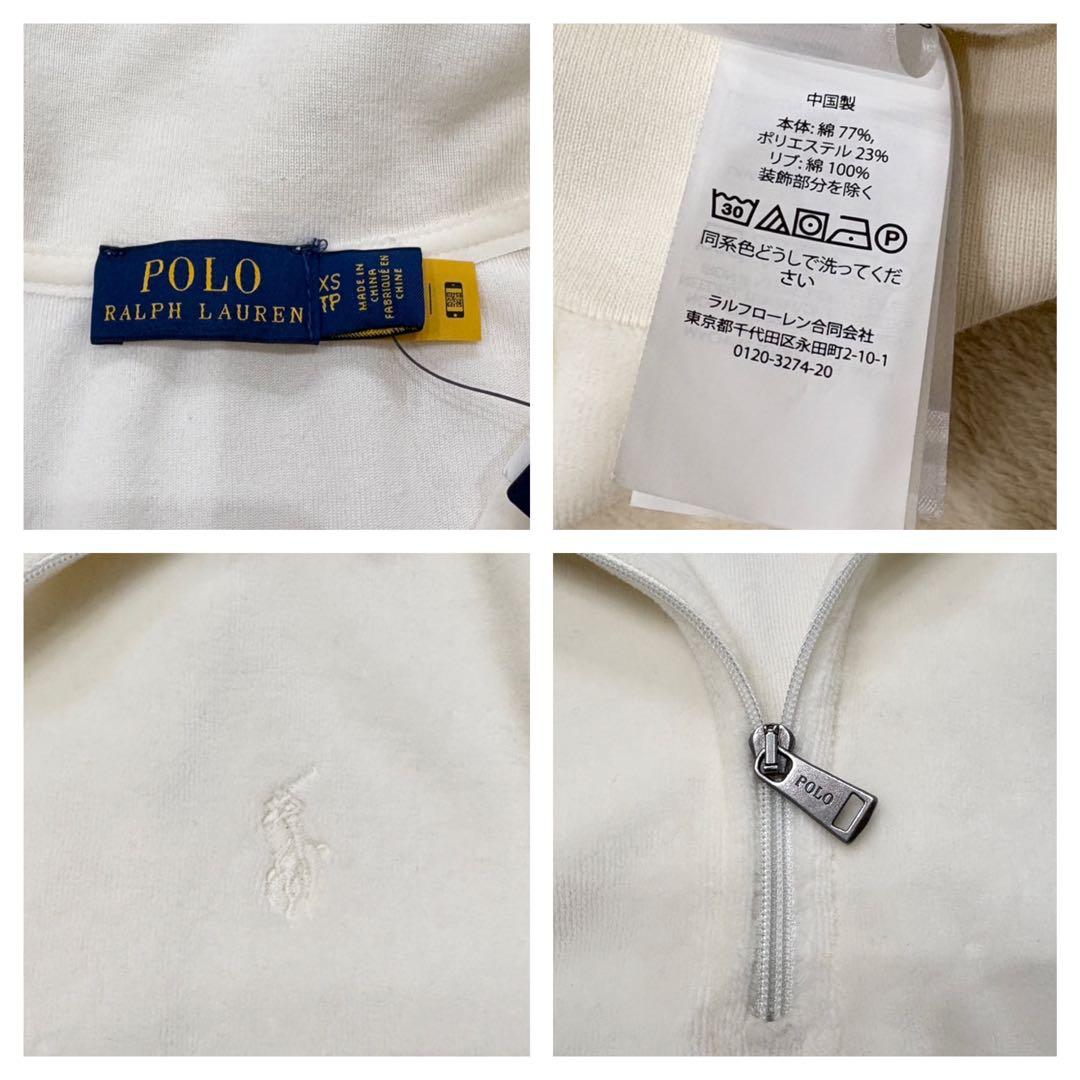 POLO
RALPH LAUREN
XS
TP
MADE IN
CHINA
FABRIQUÉ EN
CHINE
中国製
本体: 綿 77%,
ポリエステル 23%
リブ: 綿 100%
装飾部分を除く
30 P
同系色どうしで洗ってくだ
さい
ラルフローレン合同会社
東京都千代田区永田町2-10-1
0120-3274-20
POLO